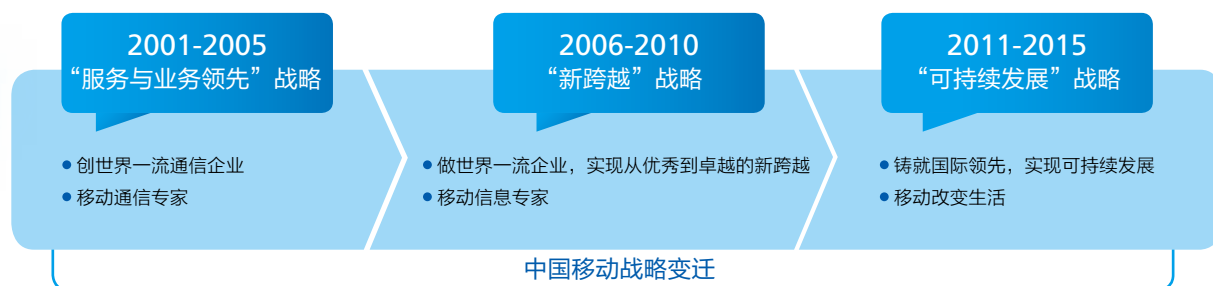 2001-2005
“服务与业务领先”战略
• 创世界一流通信企业
• 移动通信专家
2006-2010
“新跨越”战略
• 做世界一流企业，实现从优秀到卓越的新跨越
• 移动信息专家
2011-2015
“可持续发展”战略
• 铸就国际领先，实现可持续发展
• 移动改变生活
中国移动战略变迁